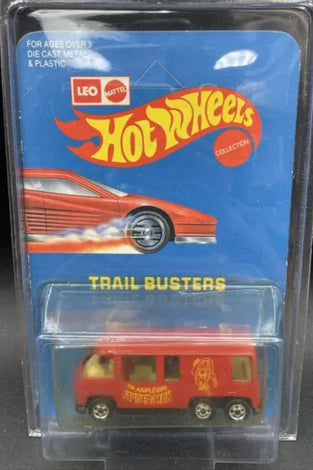 FOR AGES OVER 3
DIE CAST METAL
& PLASTIC
LEO MATTEL
Hot Wheels
COLLECTION
TRAIL BUSTERS
THE AMAZING
SPIDER-MAN